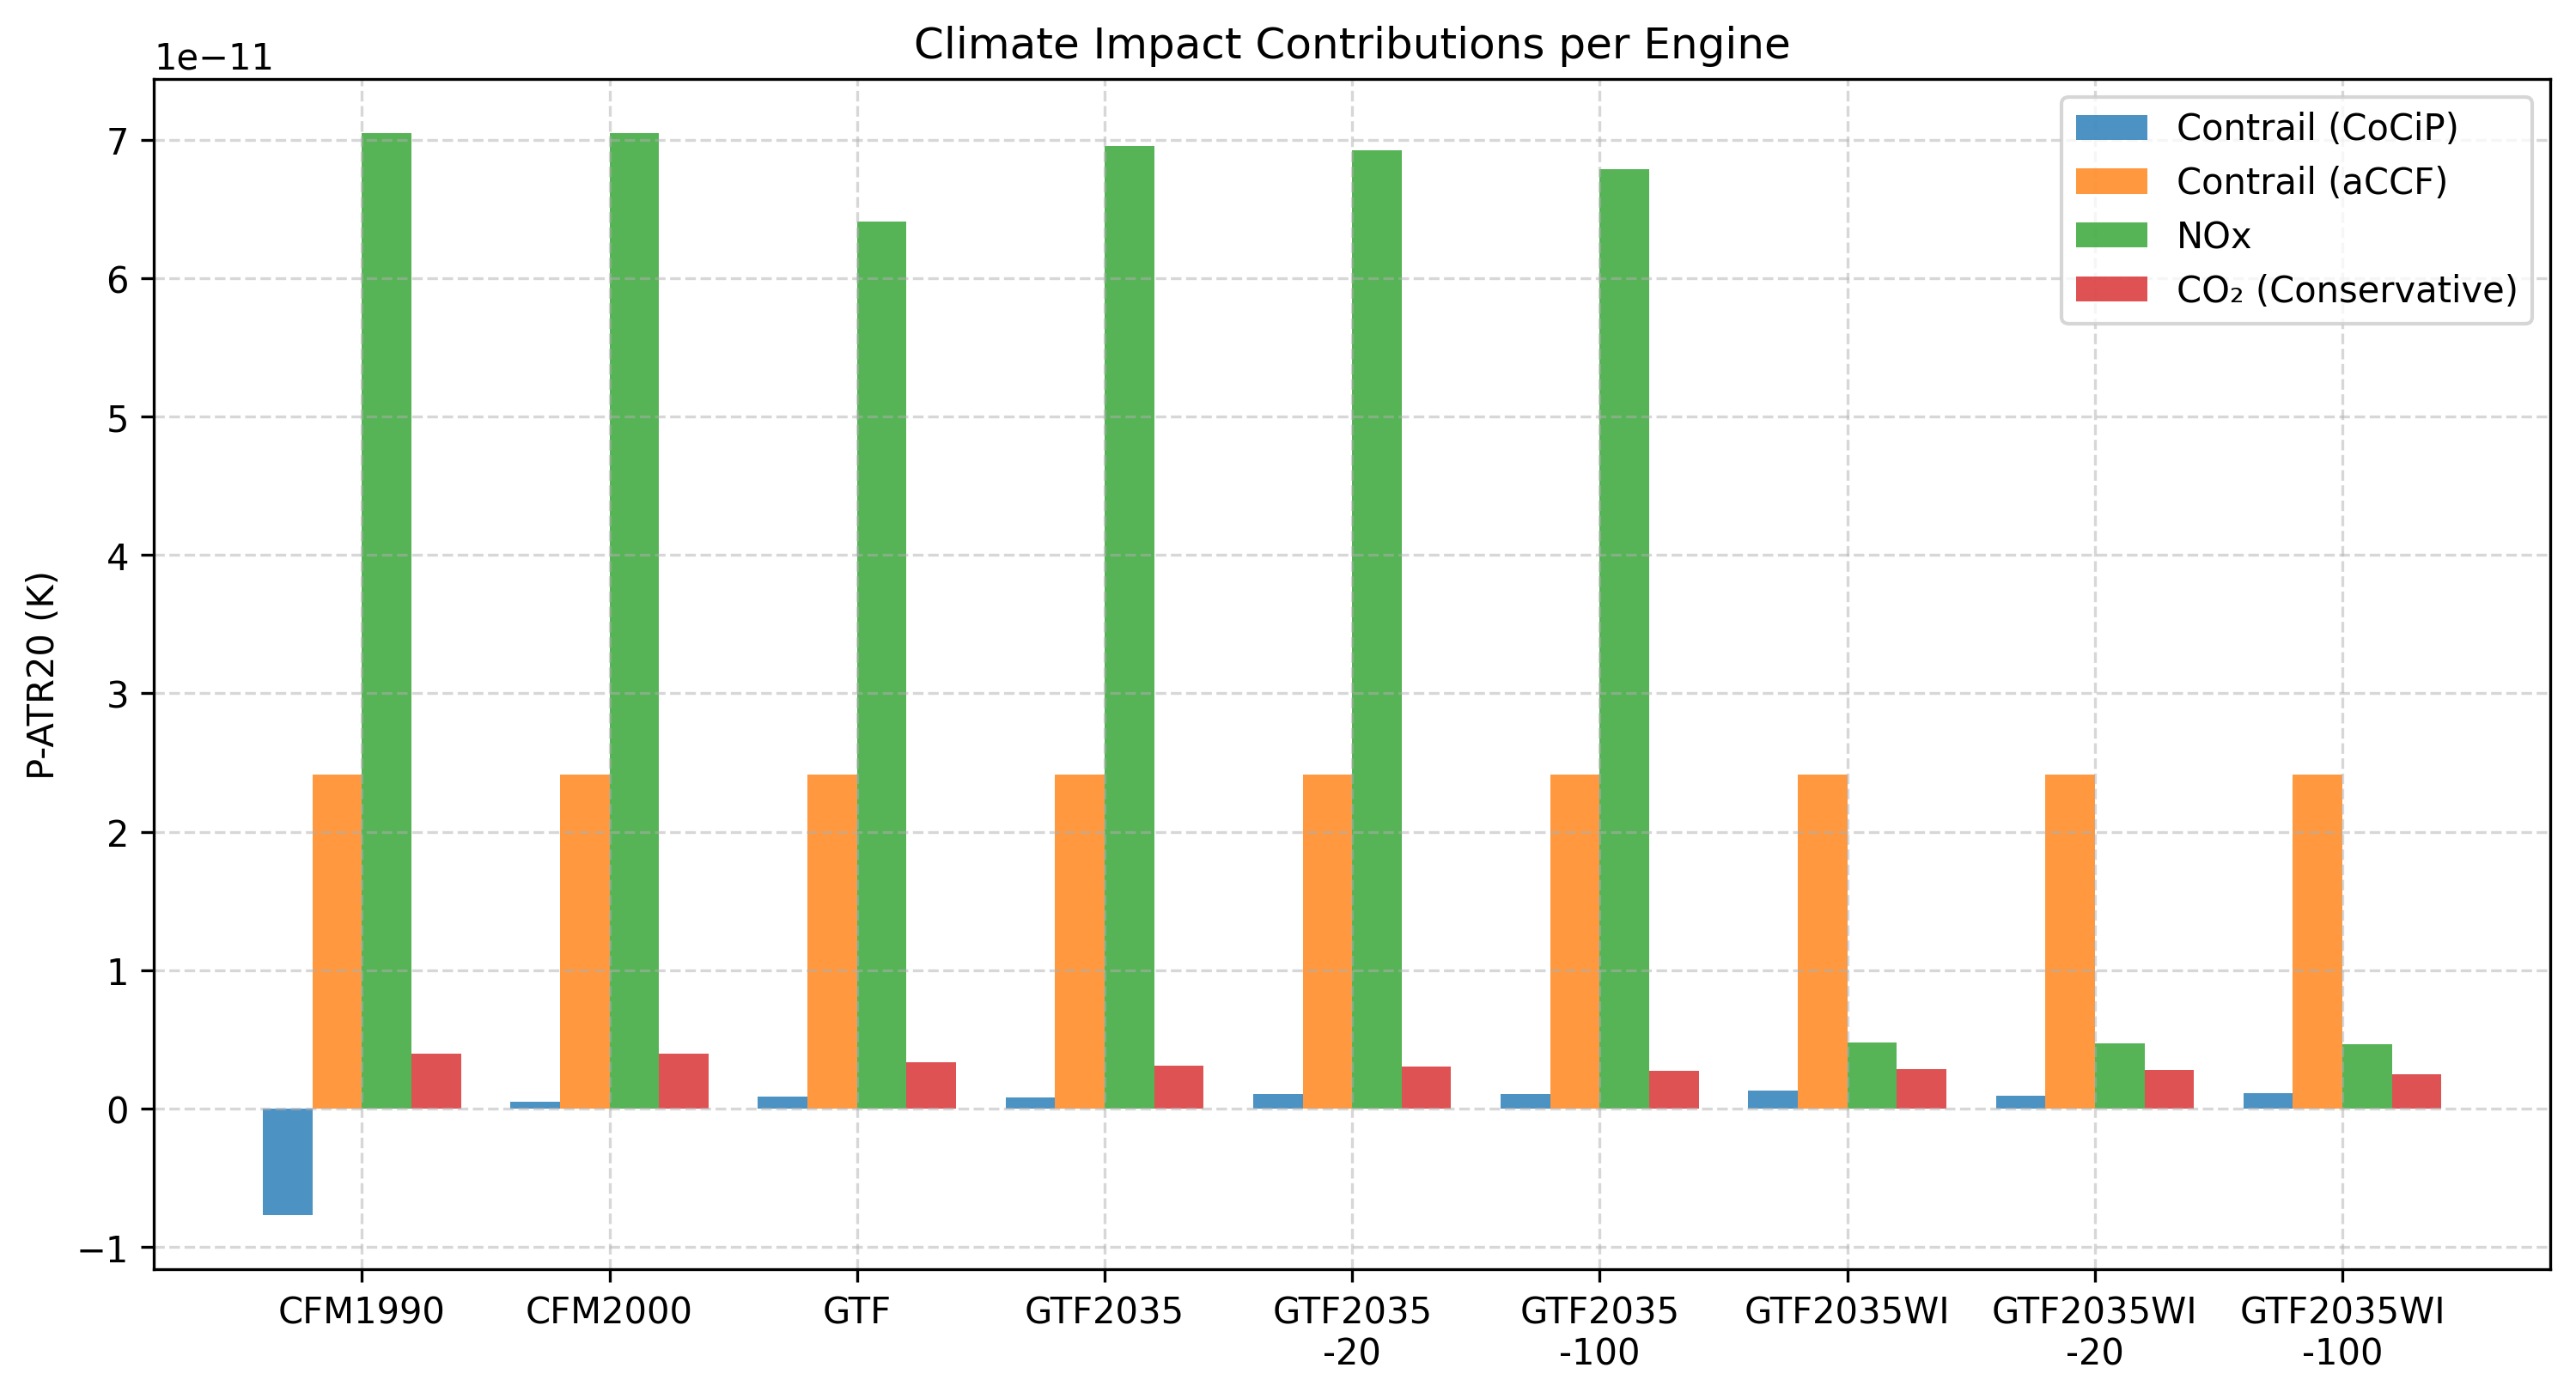 Climate Impact Contributions per Engine
1e−11
Contrail (CoCiP)
Contrail (aCCF)
NOx
CO₂ (Conservative)
P-ATR20 (K)
7
6
5
4
3
2
1
0
−1
CFM1990
CFM2000
GTF
GTF2035
GTF2035
-20
GTF2035
-100
GTF2035WI
GTF2035WI
-20
GTF2035WI
-100